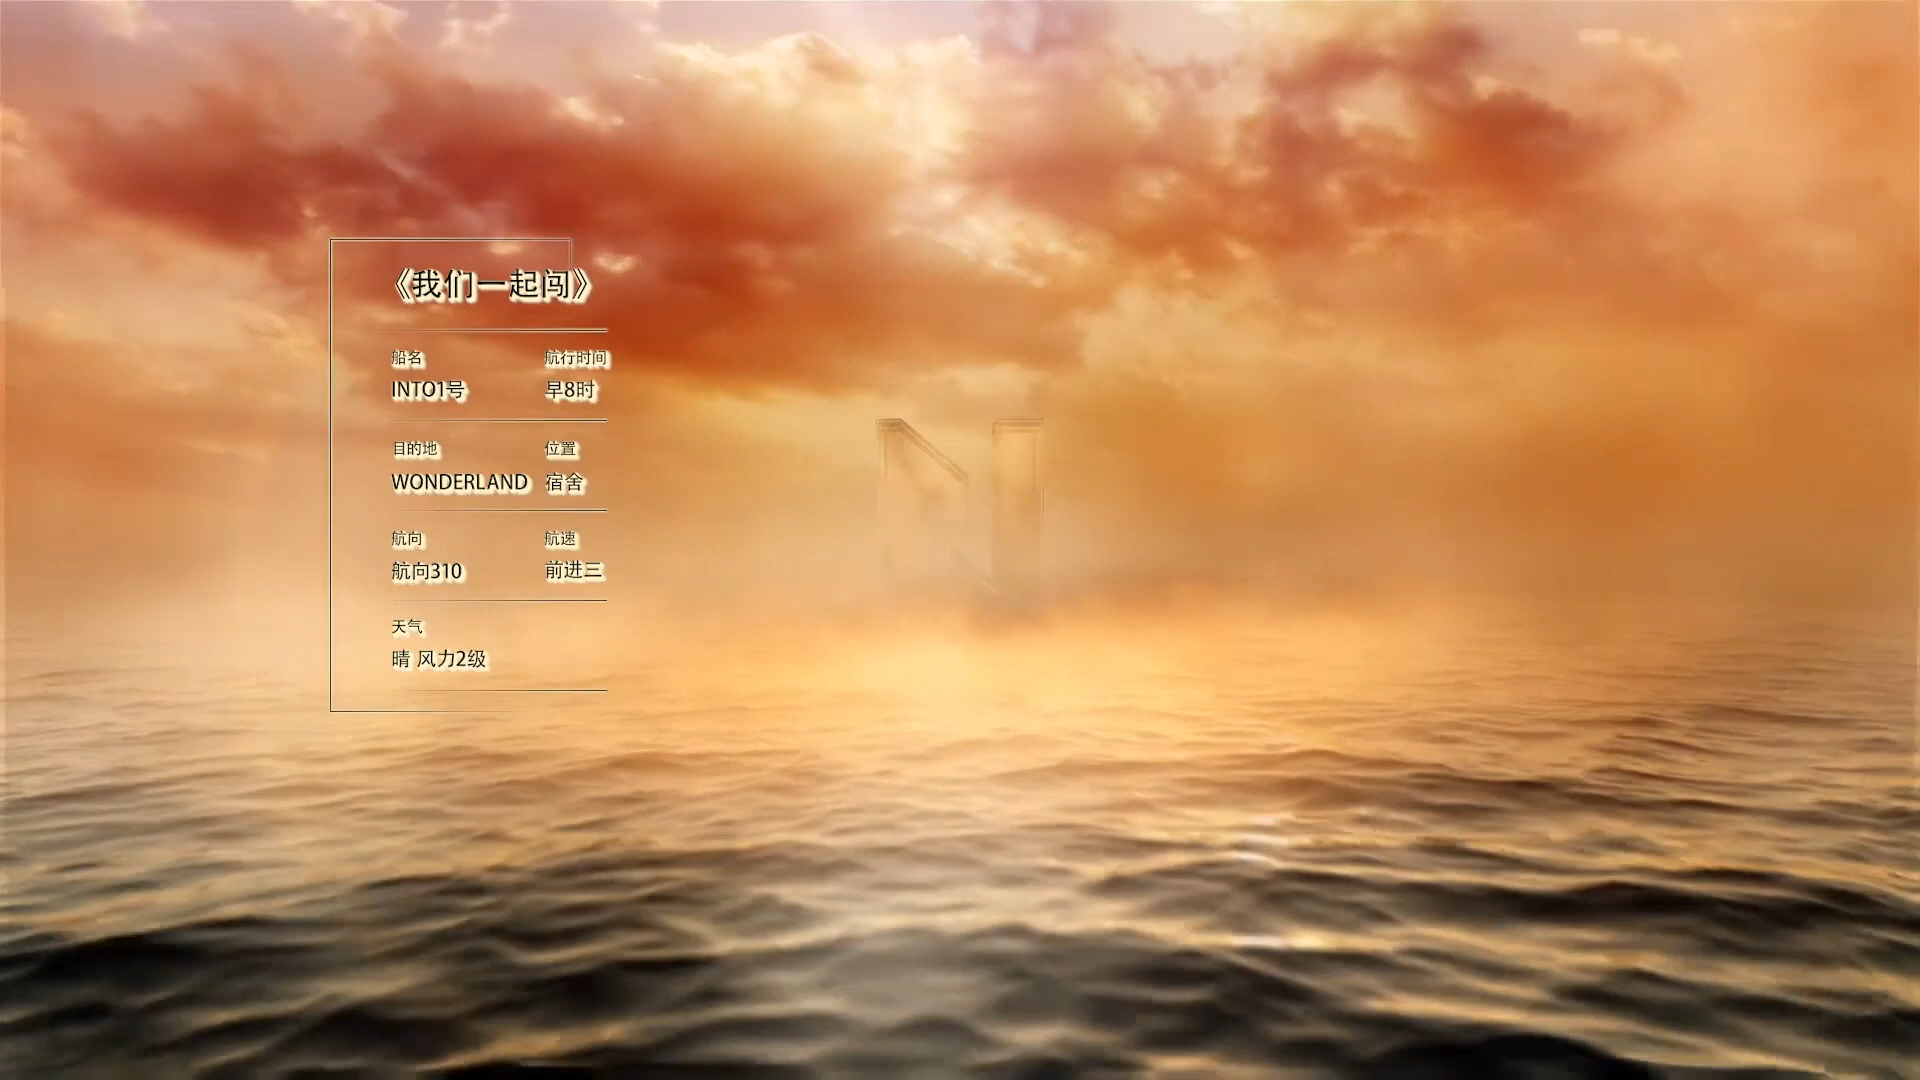 《我们一起闯》
船名 航行时间
INTO1号 早8时
目的地 位置
WONDERLAND 宿舍
航向 航速
航向310 前进三
天气
晴 风力2级